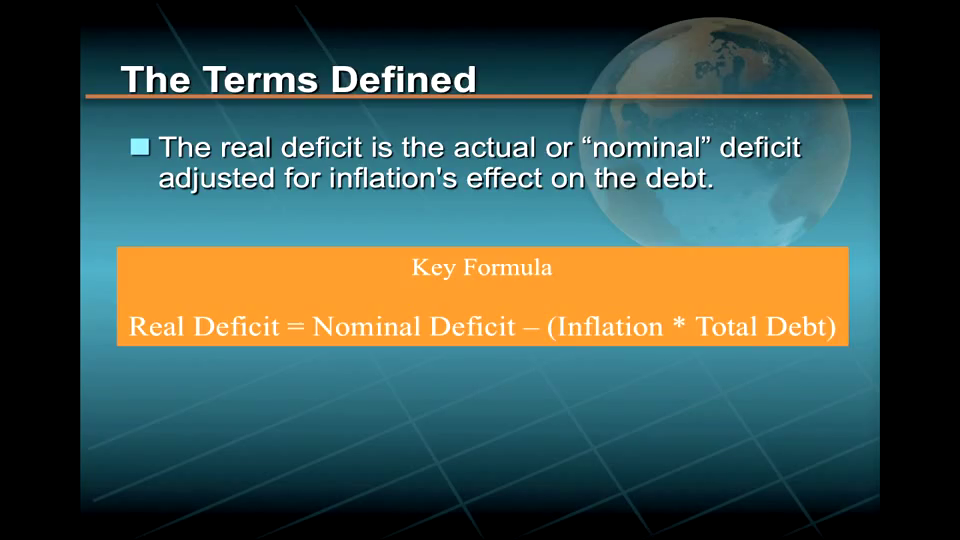 The Terms Defined
The real deficit is the actual or “nominal” deficit
adjusted for inflation's effect on the debt.
Key Formula
Real Deficit = Nominal Deficit – (Inflation * Total Debt)